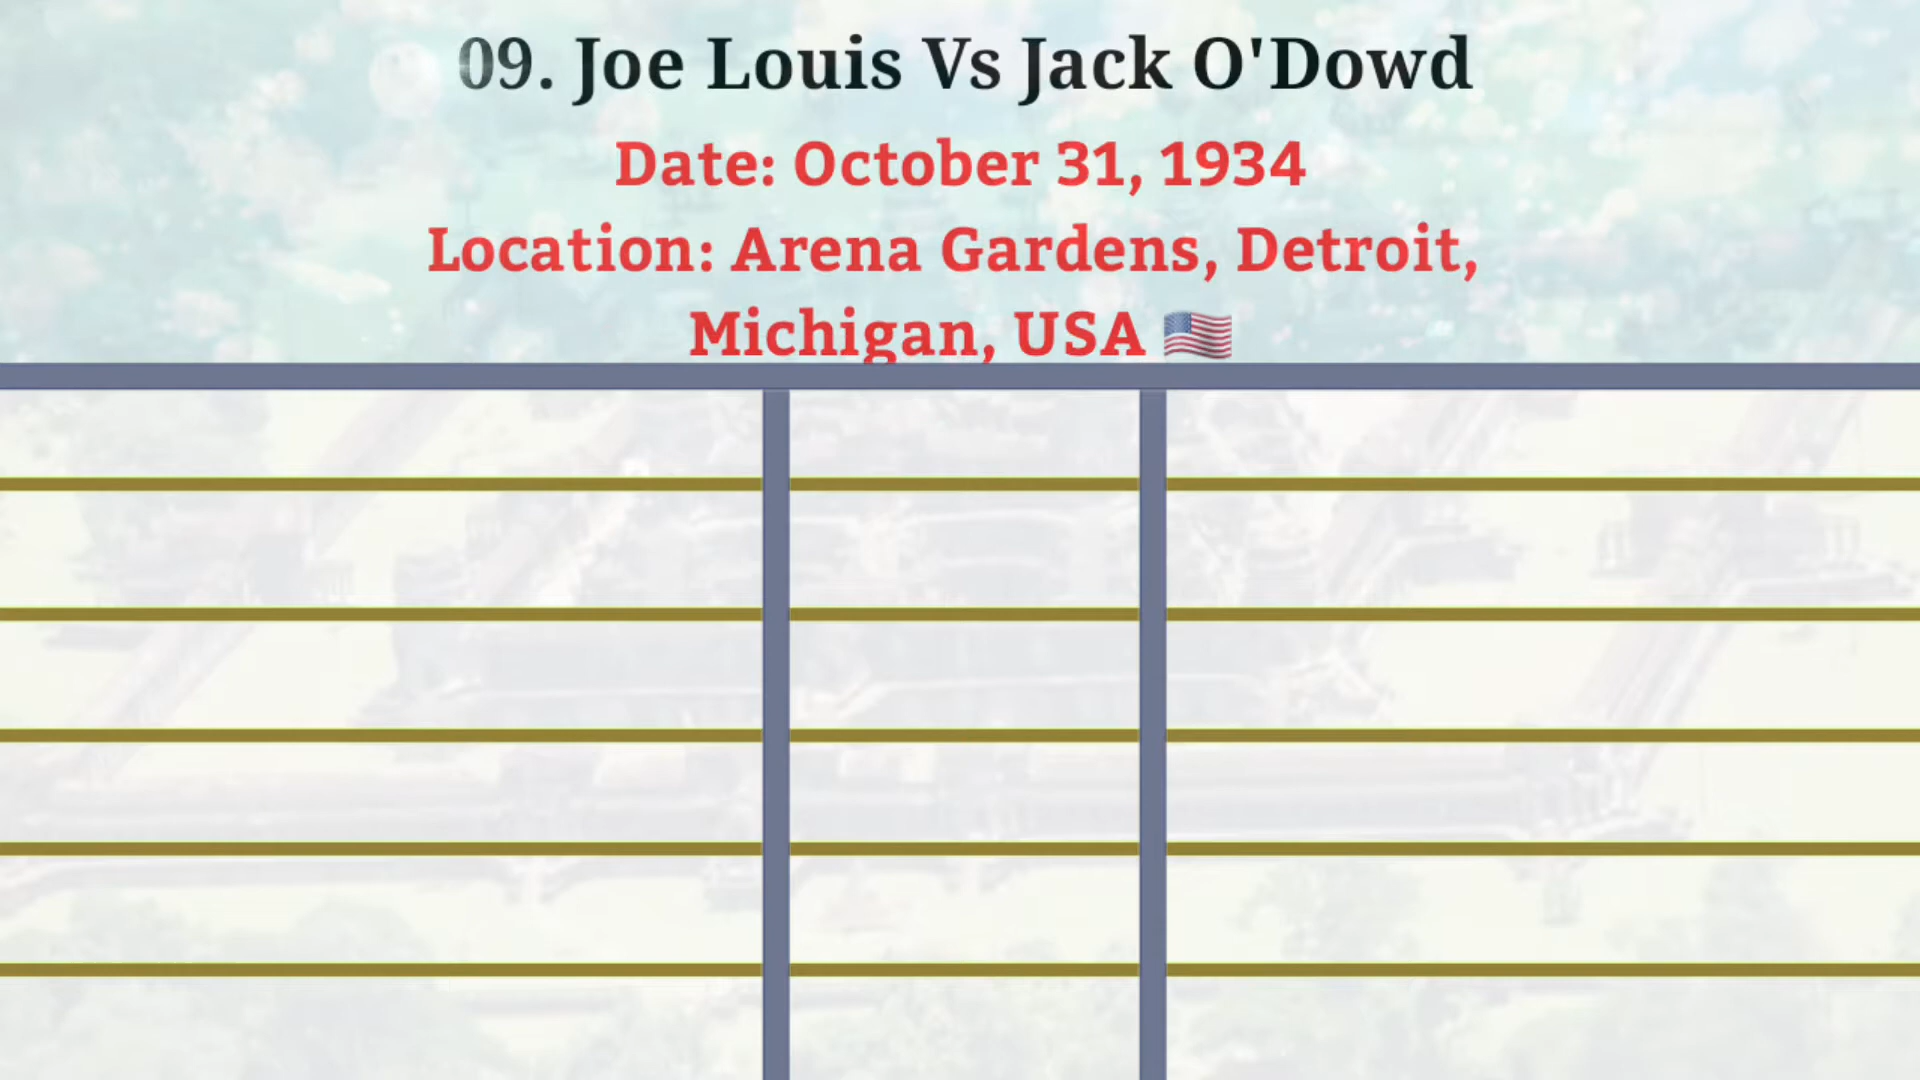 09. Joe Louis Vs Jack O'Dowd
Date: October 31, 1934
Location: Arena Gardens, Detroit,
Michigan, USA 🇺🇸